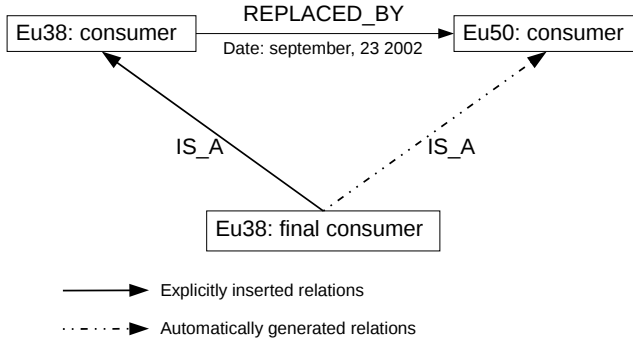 REPLACED_BY
Eu38: consumer
Eu50: consumer
Date: september, 23 2002
IS_A
IS_A
Eu38: final consumer
Explicitly inserted relations
Automatically generated relations